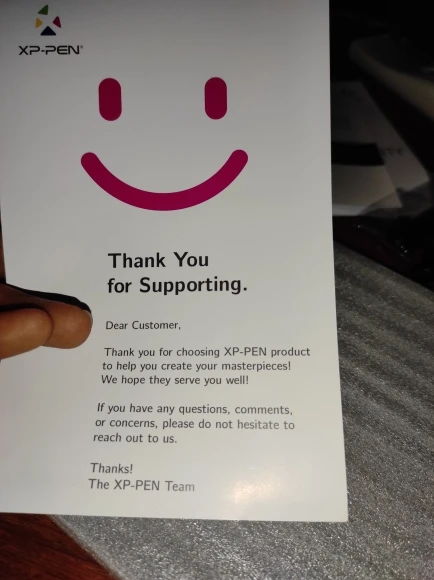 XP-PEN®
Thank You
for Supporting.
Dear Customer,
Thank you for choosing XP-PEN product
to help you create your masterpieces!
We hope they serve you well!
If you have any questions, comments,
or concerns, please do not hesitate to
reach out to us.
Thanks!
The XP-PEN Team